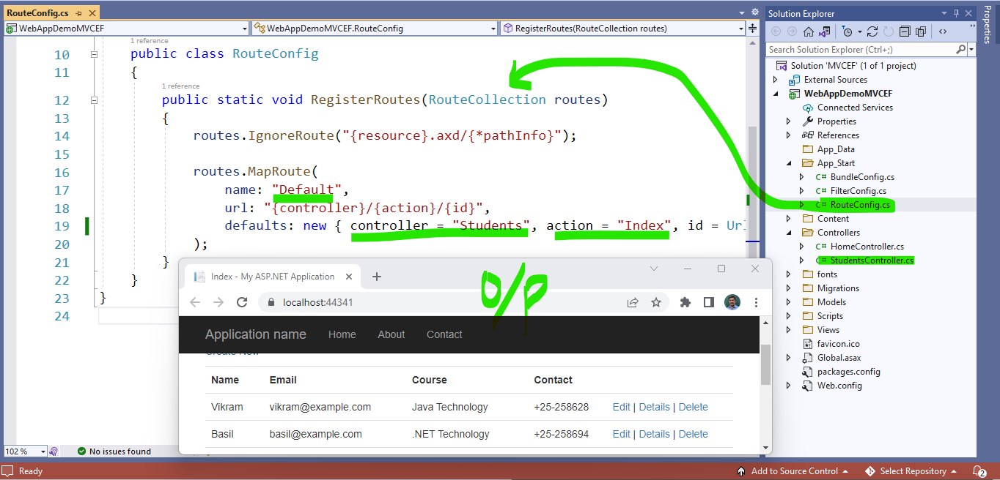 RouteConfig.cs
WebAppDemoMVCEF
WebAppDemoMVCEF.RouteConfig
RegisterRoutes(RouteCollection routes)
1 reference
10 public class RouteConfig
11 {
1 reference
12 public static void RegisterRoutes(RouteCollection routes)
13 {
14 routes.IgnoreRoute("{resource}.axd/{*pathInfo}");
15
16 routes.MapRoute(
17 name: "Default",
18 url: "{controller}/{action}/{id}",
19 defaults: new { controller = "Students", action = "Index", id = Url
20 );
21 }
22 }
23 }
24
O/P
Index - My ASP.NET Application
localhost:44341
Application name Home About Contact
Create New
Name Email Course Contact
Vikram vikram@example.com Java Technology +25-258628 Edit | Details | Delete
Basil basil@example.com .NET Technology +25-258694 Edit | Details | Delete
102 %
No issues found
Solution Explorer
Search Solution Explorer (Ctrl+;)
Solution 'MVCEF' (1 of 1 project)
External Sources
WebAppDemoMVCEF
Connected Services
Properties
References
App_Data
App_Start
C# BundleConfig.cs
C# FilterConfig.cs
C# RouteConfig.cs
Content
Controllers
C# HomeController.cs
C# StudentsController.cs
fonts
Migrations
Models
Scripts
Views
favicon.ico
Global.asax
packages.config
Web.config
Properties
Ready
Add to Source Control
Select Repository
2